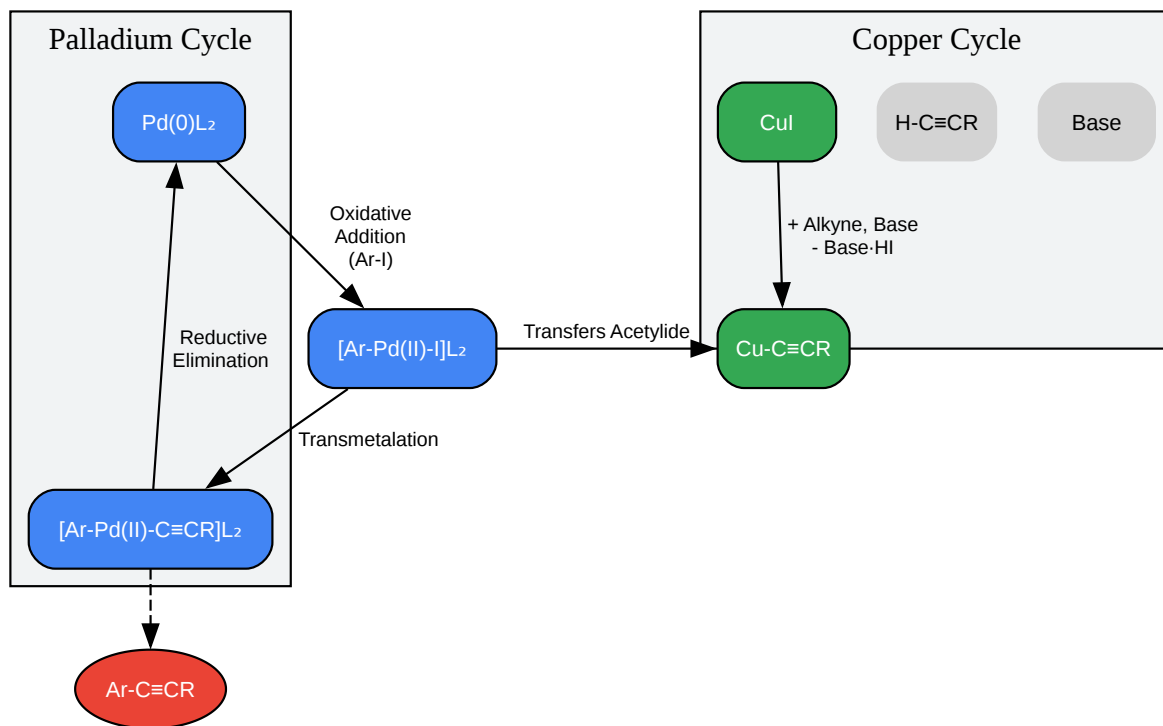 Palladium Cycle
Copper Cycle
Pd(0)L₂
CuI
H-C≡CR
Base
Oxidative
Addition
(Ar-I)
+ Alkyne, Base
- Base·HI
Reductive
Elimination
[Ar-Pd(II)-I]L₂
Transfers Acetylide
Cu-C≡CR
Transmetalation
[Ar-Pd(II)-C≡CR]L₂
Ar-C≡CR